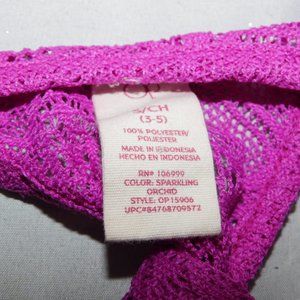 S/CH
(3-5)
100% POLYESTER/
POLIESTER
MADE IN INDONESIA
HECHO EN INDONESIA
RN# 106999
COLOR: SPARKLING
ORCHID
STYLE: OP15906
UPC#84768709572